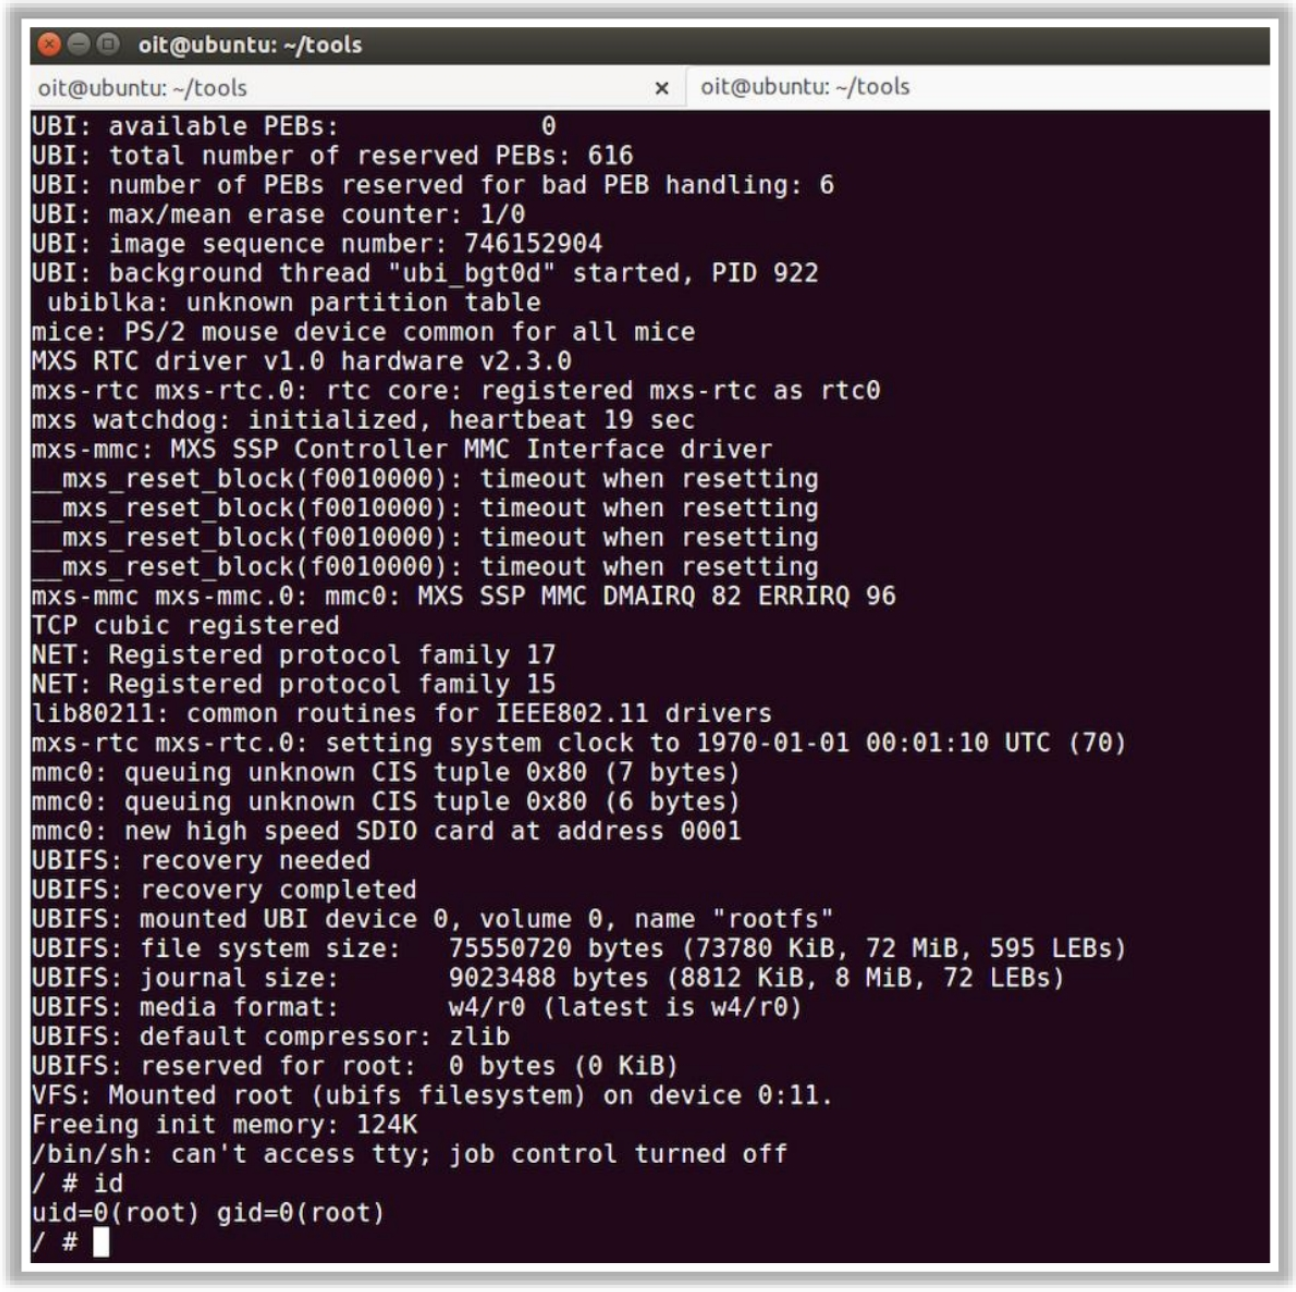 oit@ubuntu: ~/tools
oit@ubuntu: ~/tools × oit@ubuntu: ~/tools
UBI: available PEBs:             0
UBI: total number of reserved PEBs: 616
UBI: number of PEBs reserved for bad PEB handling: 6
UBI: max/mean erase counter: 1/0
UBI: image sequence number: 746152904
UBI: background thread "ubi_bgt0d" started, PID 922
 ubiblka: unknown partition table
mice: PS/2 mouse device common for all mice
MXS RTC driver v1.0 hardware v2.3.0
mxs-rtc mxs-rtc.0: rtc core: registered mxs-rtc as rtc0
mxs watchdog: initialized, heartbeat 19 sec
mxs-mmc: MXS SSP Controller MMC Interface driver
__mxs_reset_block(f0010000): timeout when resetting
__mxs_reset_block(f0010000): timeout when resetting
__mxs_reset_block(f0010000): timeout when resetting
__mxs_reset_block(f0010000): timeout when resetting
mxs-mmc mxs-mmc.0: mmc0: MXS SSP MMC DMAIRQ 82 ERRIRQ 96
TCP cubic registered
NET: Registered protocol family 17
NET: Registered protocol family 15
lib80211: common routines for IEEE802.11 drivers
mxs-rtc mxs-rtc.0: setting system clock to 1970-01-01 00:01:10 UTC (70)
mmc0: queuing unknown CIS tuple 0x80 (7 bytes)
mmc0: queuing unknown CIS tuple 0x80 (6 bytes)
mmc0: new high speed SDIO card at address 0001
UBIFS: recovery needed
UBIFS: recovery completed
UBIFS: mounted UBI device 0, volume 0, name "rootfs"
UBIFS: file system size:   75550720 bytes (73780 KiB, 72 MiB, 595 LEBs)
UBIFS: journal size:       9023488 bytes (8812 KiB, 8 MiB, 72 LEBs)
UBIFS: media format:       w4/r0 (latest is w4/r0)
UBIFS: default compressor: zlib
UBIFS: reserved for root:  0 bytes (0 KiB)
VFS: Mounted root (ubifs filesystem) on device 0:11.
Freeing init memory: 124K
/bin/sh: can't access tty; job control turned off
/ # id
uid=0(root) gid=0(root)
/ #